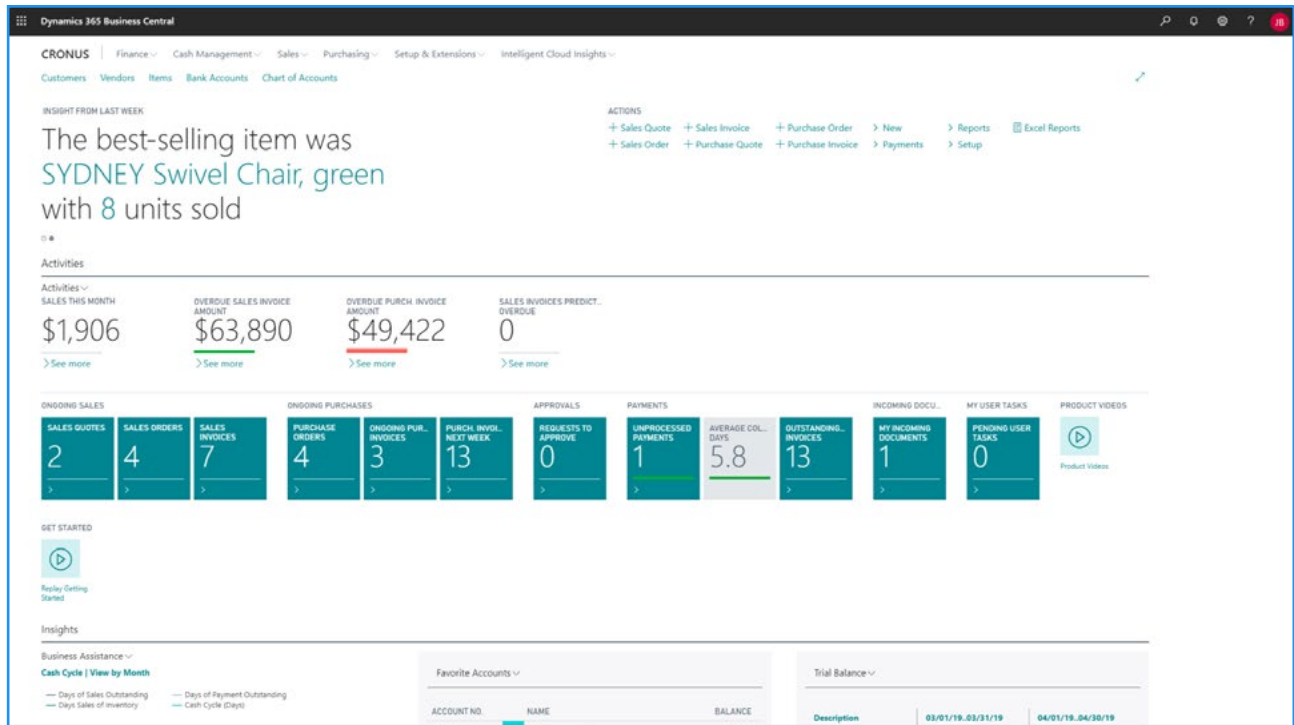 Dynamics 365 Business Central
? JB
CRONUS Finance Cash Management Sales Purchasing Setup & Extensions Intelligent Cloud Insights
Customers Vendors Items Bank Accounts Chart of Accounts
INSIGHT FROM LAST WEEK
The best-selling item was
SYDNEY Swivel Chair, green
with 8 units sold
ACTIONS
+ Sales Quote + Sales Invoice + Purchase Order > New > Reports Excel Reports
+ Sales Order + Purchase Quote + Purchase Invoice > Payments > Setup
Activities
Activities
SALES THIS MONTH
$1,906
>See more
OVERDUE SALES INVOICE
AMOUNT
$63,890
>See more
OVERDUE PURCH. INVOICE
AMOUNT
$49,422
>See more
SALES INVOICES PREDICT...
OVERDUE
0
>See more
ONGOING SALES
SALES QUOTES
2
>
SALES ORDERS
4
>
SALES
INVOICES
7
>
ONGOING PURCHASES
PURCHASE
ORDERS
4
>
ONGOING PUR...
INVOICES
3
>
PURCH. INVOI...
NEXT WEEK
13
>
APPROVALS
REQUESTS TO
APPROVE
0
>
PAYMENTS
UNPROCESSED
PAYMENTS
1
>
AVERAGE COL...
DAYS
5.8
OUTSTANDING...
INVOICES
13
>
INCOMING DOCU...
MY INCOMING
DOCUMENTS
1
>
MY USER TASKS
PENDING USER
TASKS
0
>
PRODUCT VIDEOS
Product Videos
GET STARTED
Replay Getting
Started
Insights
Business Assistance
Cash Cycle | View by Month
Days of Sales Outstanding Days of Payment Outstanding
Days Sales of Inventory Cash Cycle (Days)
Favorite Accounts
ACCOUNT NO. NAME BALANCE
Trial Balance
Description 03/01/19..03/31/19 04/01/19..04/30/19